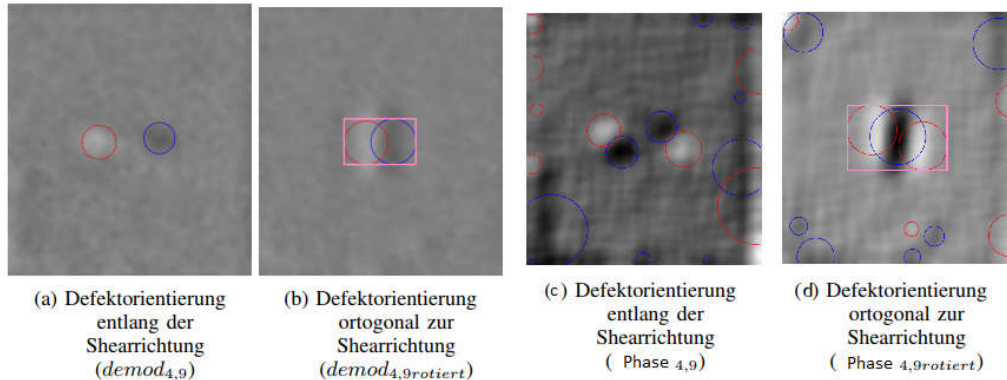 (a) Defektorientierung
entlang der
Shearrichtung
(demod4,9)
(b) Defektorientierung
ortogonal zur
Shearrichtung
(demod4,9rotiert)
(c) Defektorientierung
entlang der
Shearrichtung
( Phase 4,9)
(d) Defektorientierung
ortogonal zur
Shearrichtung
( Phase 4,9rotiert)